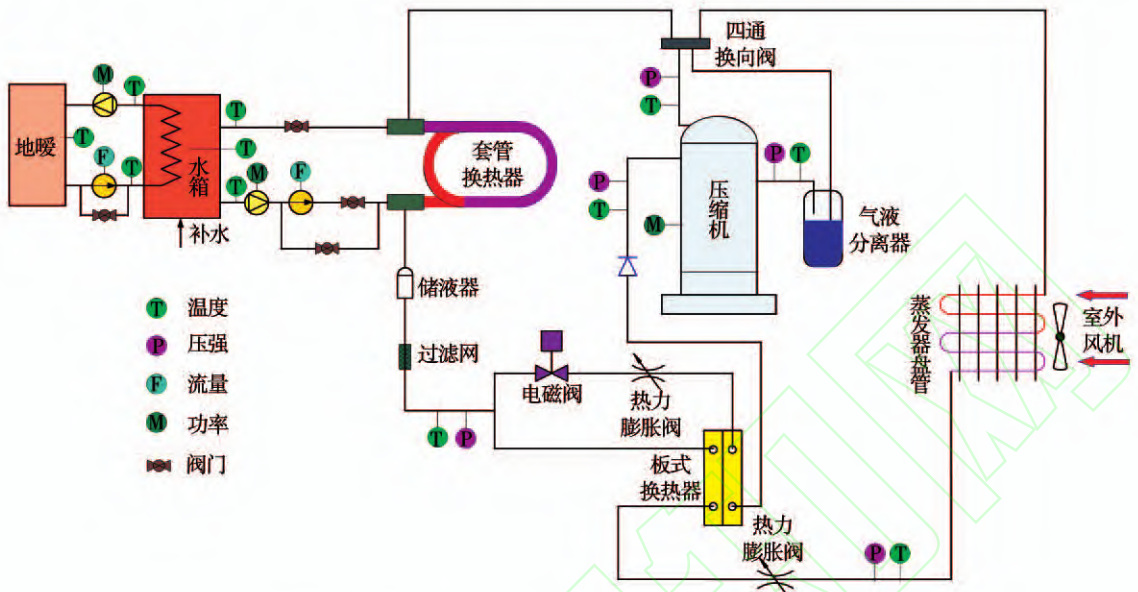 四通
换向阀
P
T
M
T
地暖
T
F
T
水箱
T
T
T
M
F
补水
套管
换热器
P
T
M
压缩机
P
T
气液
分离器
储液器
过滤网
T
P
电磁阀
热力
膨胀阀
板式
换热器
热力
膨胀阀
P
T
蒸发器盘管
室外
风机
T 温度
P 压强
F 流量
M 功率
阀门